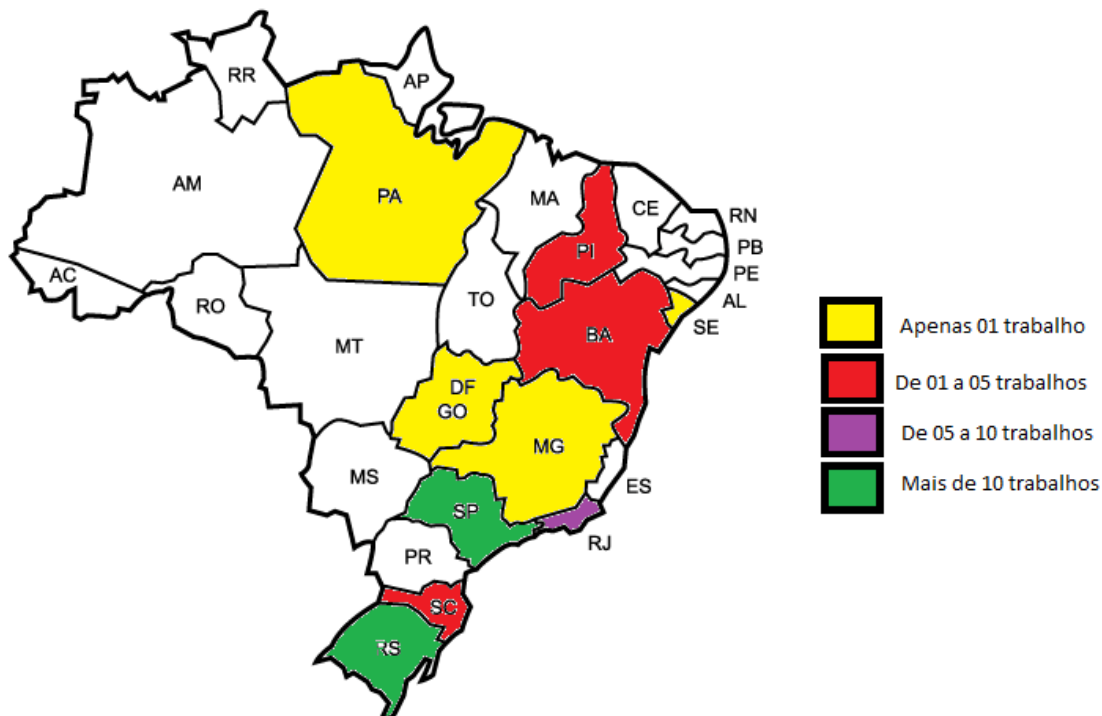 RR
AP
AM
PA
MA
CE
RN
PB
PE
AL
SE
PI
AC
RO
TO
BA
MT
DF
GO
MG
MS
ES
SP
RJ
PR
SC
RS
Apenas 01 trabalho
De 01 a 05 trabalhos
De 05 a 10 trabalhos
Mais de 10 trabalhos